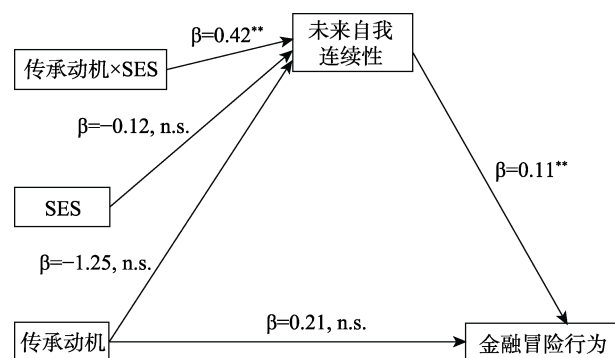 β=0.42**
未来自我
连续性
传承动机×SES
β=−0.12, n.s.
β=0.11**
SES
β=−1.25, n.s.
β=0.21, n.s.
传承动机
金融冒险行为